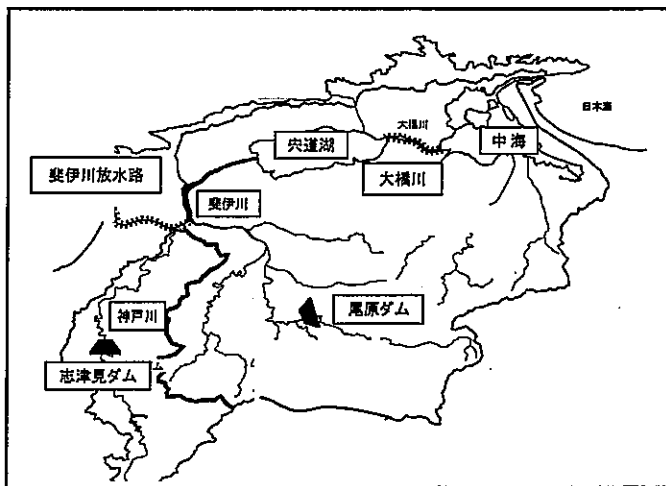 日本海
大橋川
宍道湖
中海
斐伊川放水路
大橋川
斐伊川
尾原ダム
神戸川
志津見ダム